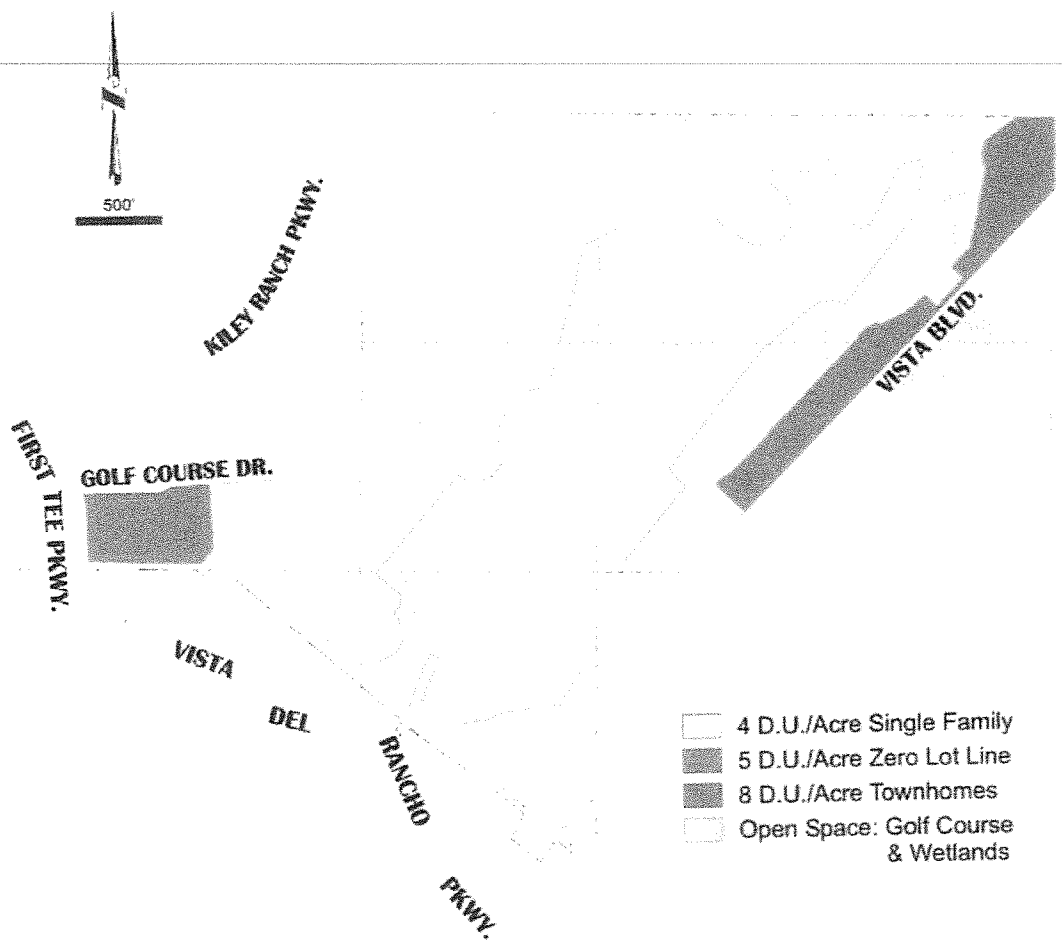 500'
KILEY RANCH PKWY.
VISTA BLVD.
FIRST TEE PKWY.
GOLF COURSE DR.
VISTA
DEL
RANCHO
PKWY.
4 D.U./Acre Single Family
5 D.U./Acre Zero Lot Line
8 D.U./Acre Townhomes
Open Space: Golf Course
& Wetlands